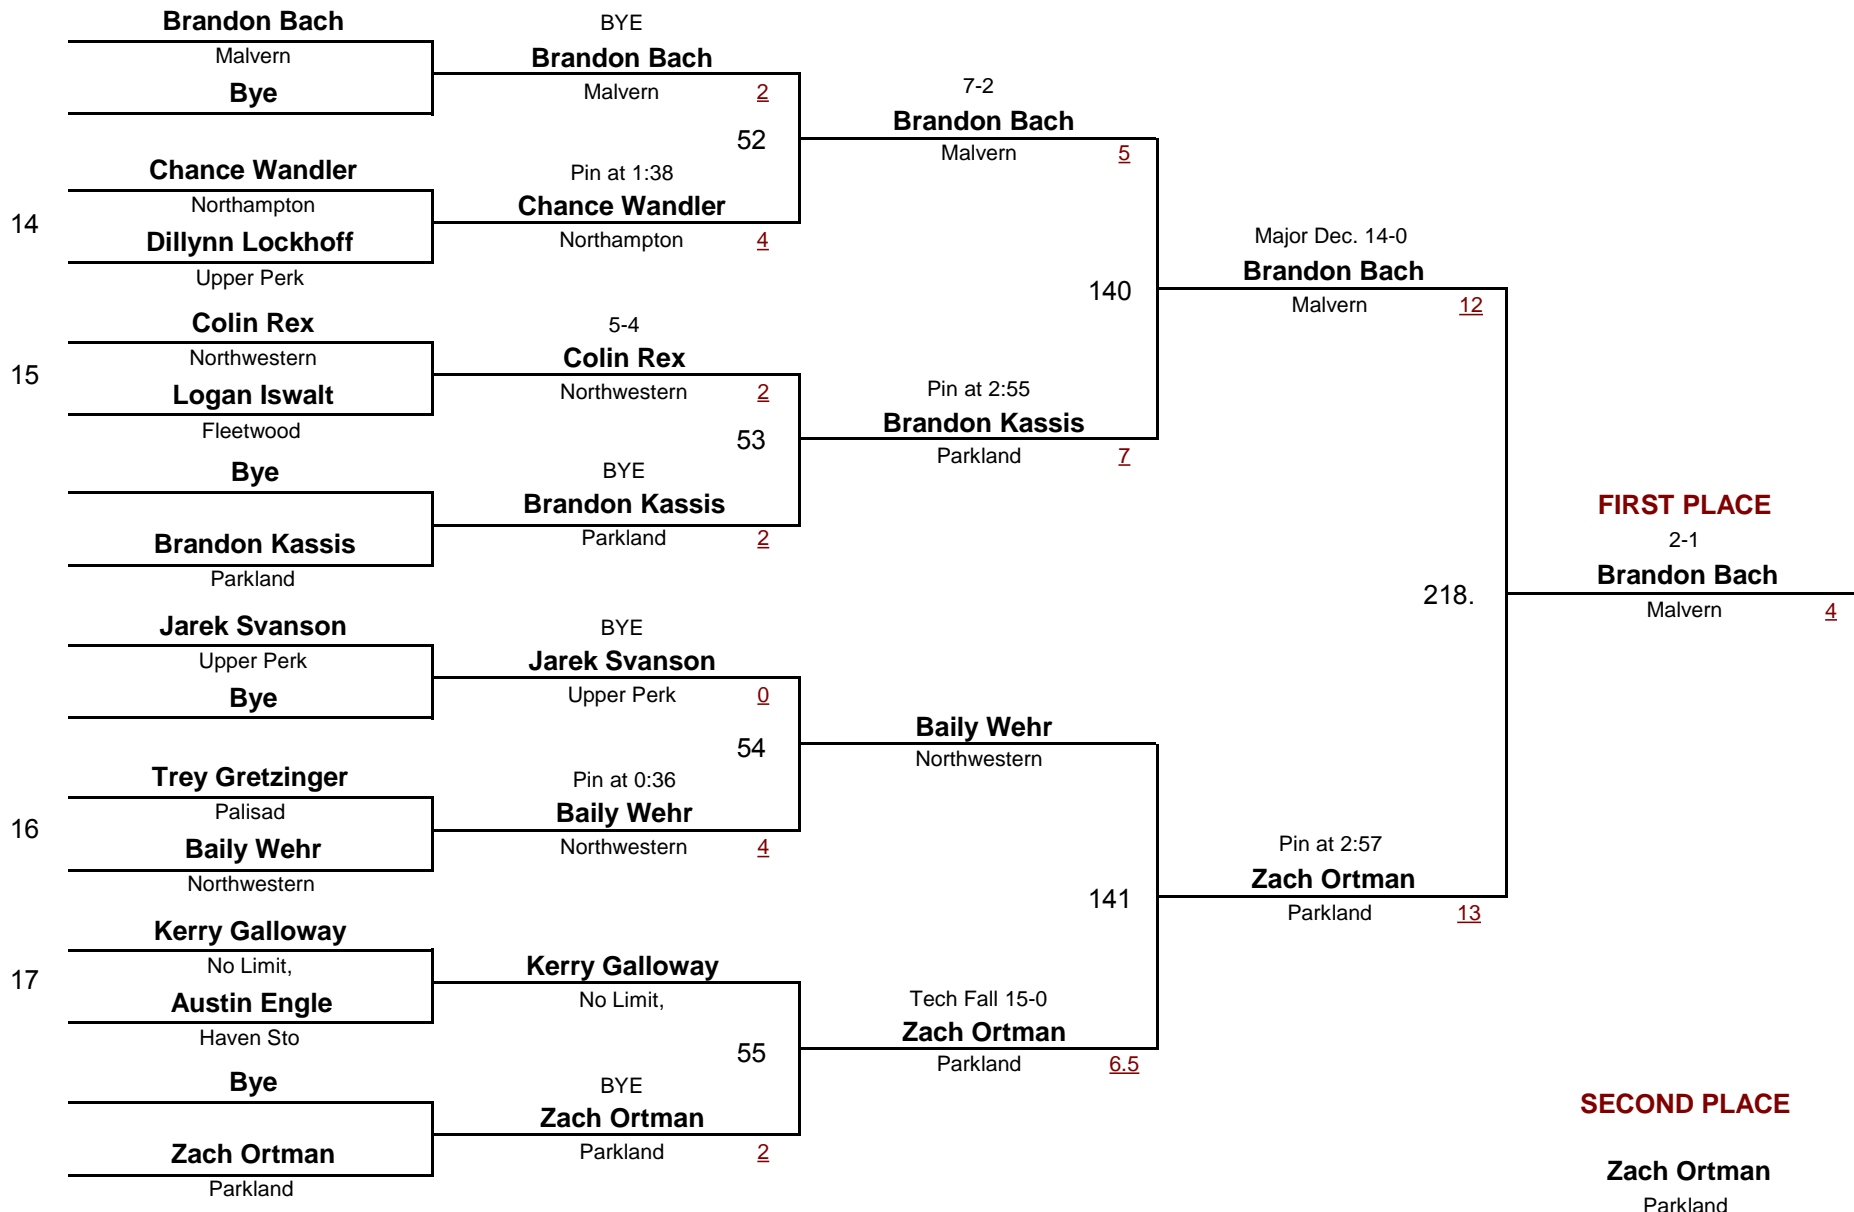 Brandon Bach
Malvern
Bye
14
Chance Wandler
Northampton
Dillynn Lockhoff
Upper Perk
15
Colin Rex
Northwestern
Logan Iswalt
Fleetwood
Bye
Brandon Kassis
Parkland
Jarek Svanson
Upper Perk
Bye
16
Trey Gretzinger
Palisad
Baily Wehr
Northwestern
17
Kerry Galloway
No Limit,
Austin Engle
Haven Sto
Bye
Zach Ortman
Parkland
BYE
Brandon Bach
Malvern 2
52
Pin at 1:38
Chance Wandler
Northampton 4
5-4
Colin Rex
Northwestern 2
53
BYE
Brandon Kassis
Parkland 2
BYE
Jarek Svanson
Upper Perk 0
54
Pin at 0:36
Baily Wehr
Northwestern 4
Kerry Galloway
No Limit,
55
BYE
Zach Ortman
Parkland 2
7-2
Brandon Bach
Malvern 5
140
Pin at 2:55
Brandon Kassis
Parkland 7
Baily Wehr
Northwestern
141
Tech Fall 15-0
Zach Ortman
Parkland 6.5
Major Dec. 14-0
Brandon Bach
Malvern 12
218.
Pin at 2:57
Zach Ortman
Parkland 13
FIRST PLACE
2-1
Brandon Bach
Malvern 4
SECOND PLACE
Zach Ortman
Parkland